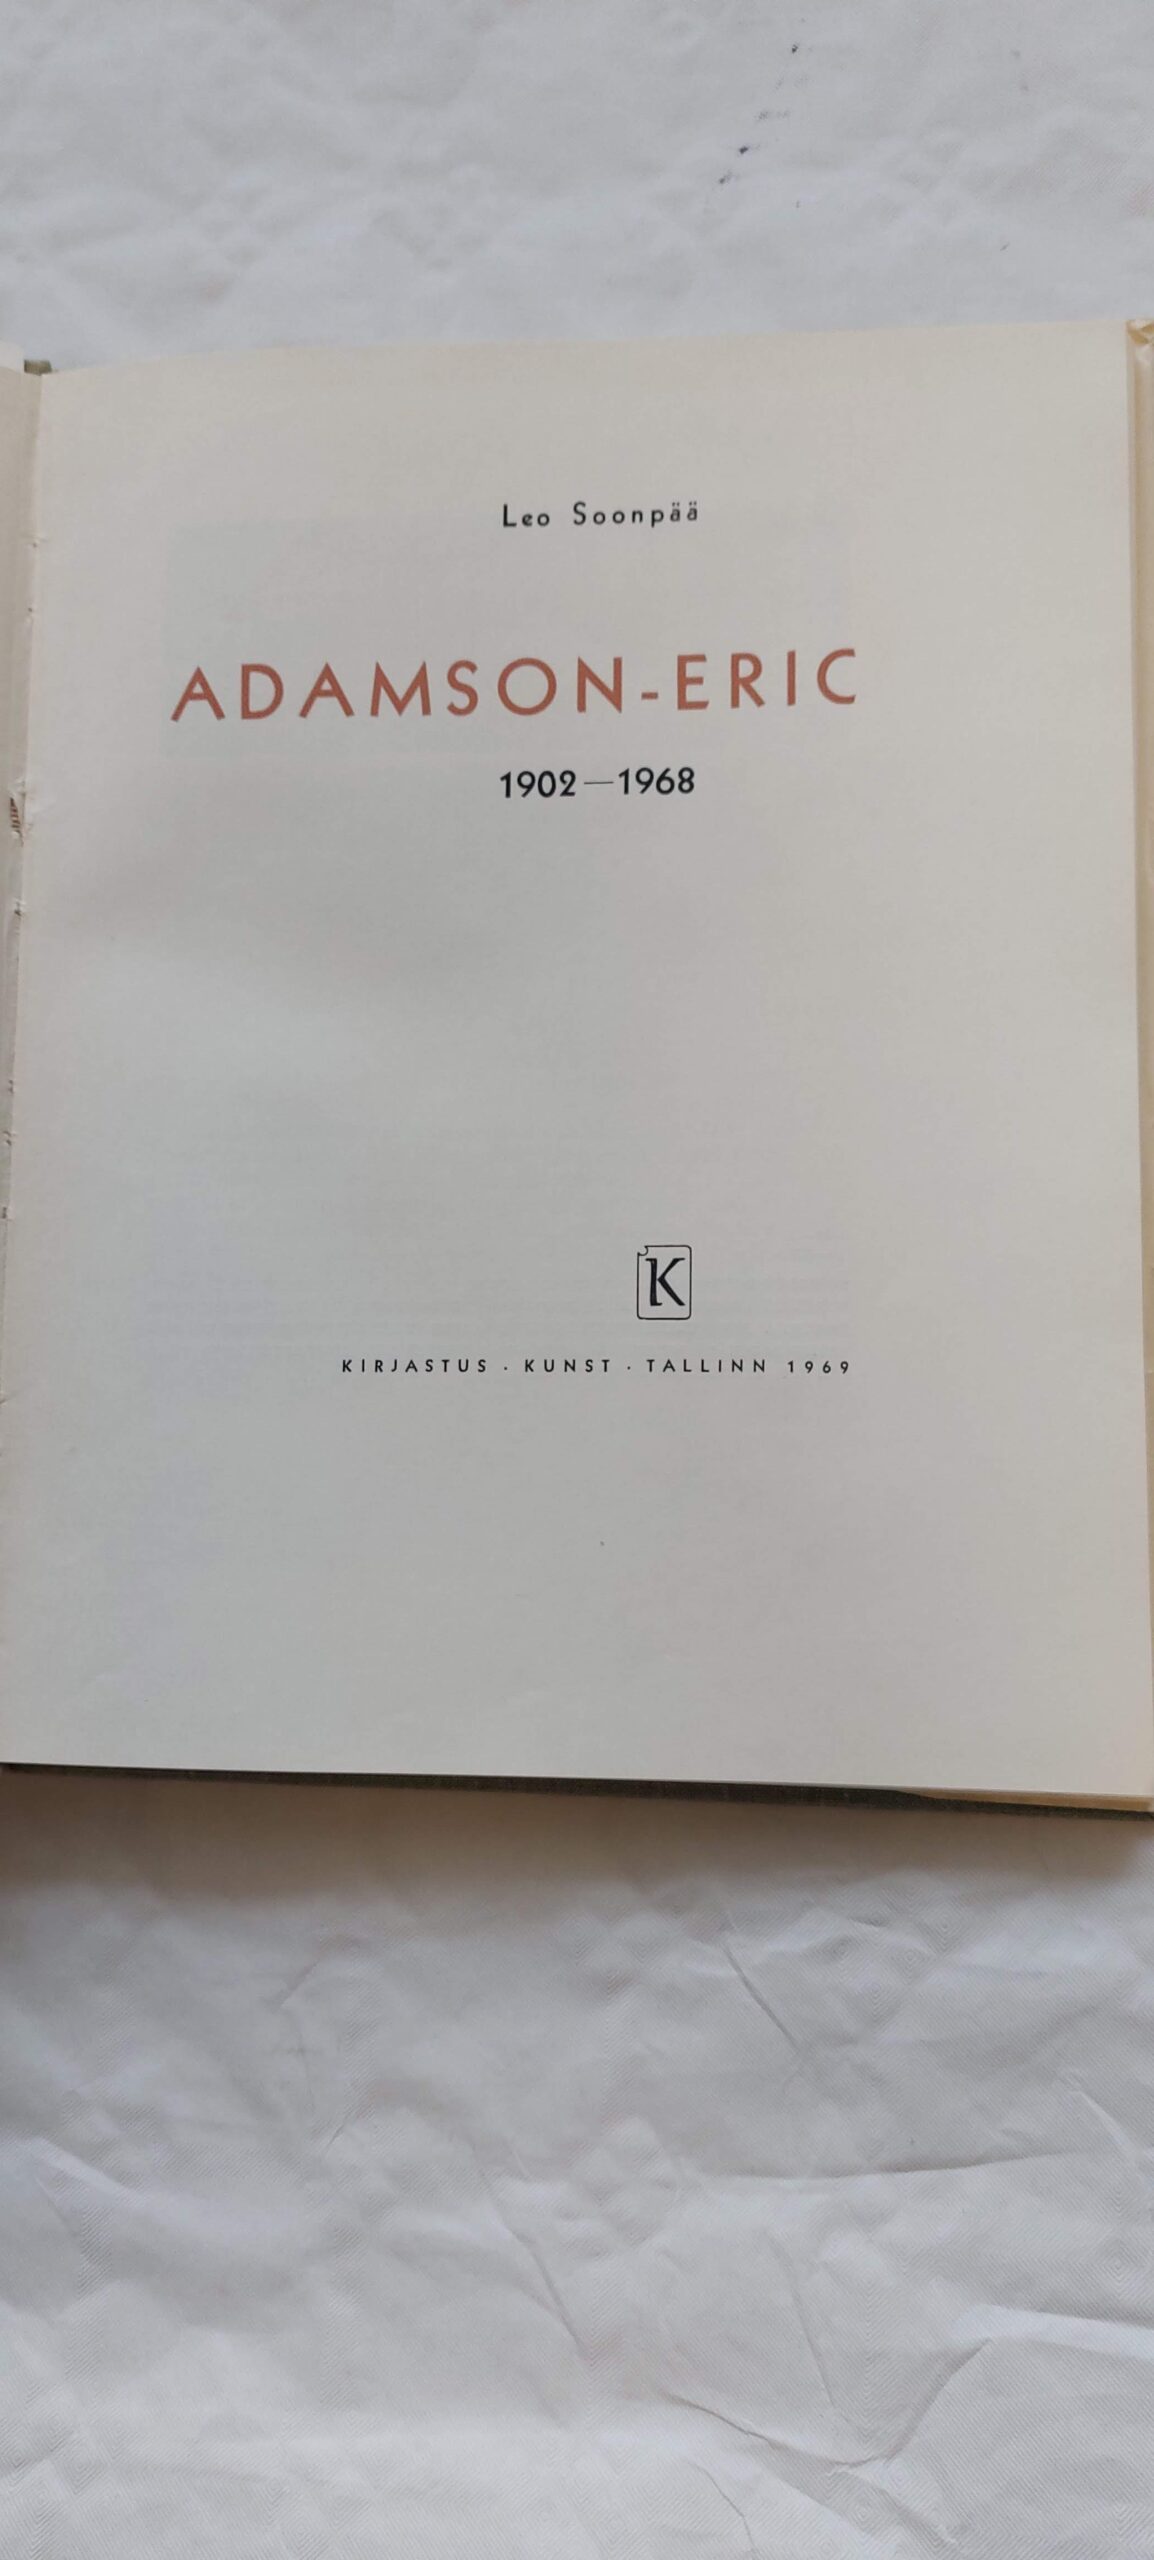 Leo Soonpää
ADAMSON-ERIC
1902—1968
K
KIRJASTUS · KUNST · TALLINN 1969